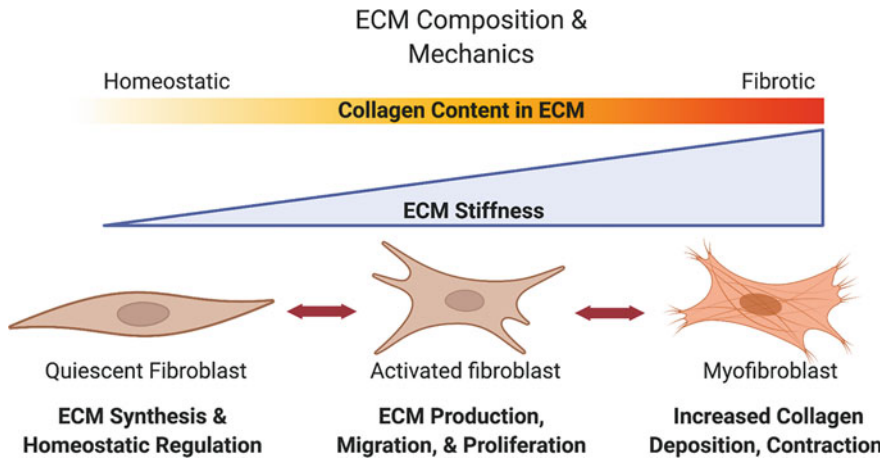 ECM Composition &
Mechanics
Homeostatic
Fibrotic
Collagen Content in ECM
ECM Stiffness
Quiescent Fibroblast
Activated fibroblast
Myofibroblast
ECM Synthesis &
Homeostatic Regulation
ECM Production,
Migration, & Proliferation
Increased Collagen
Deposition, Contraction